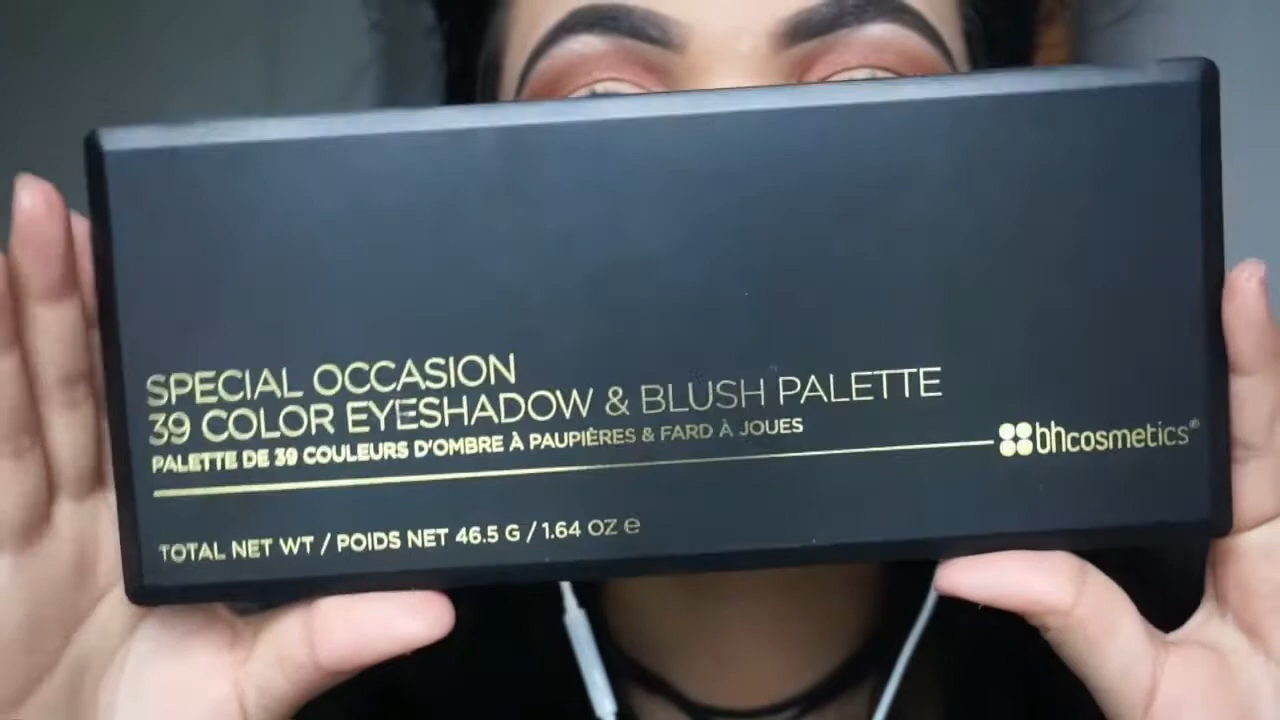 SPECIAL OCCASION
39 COLOR EYESHADOW & BLUSH PALETTE
PALETTE DE 39 COULEURS D'OMBRE À PAUPIÈRES & FARD À JOUES
bhcosmetics®
TOTAL NET WT / POIDS NET 46.5 G / 1.64 OZ ℮